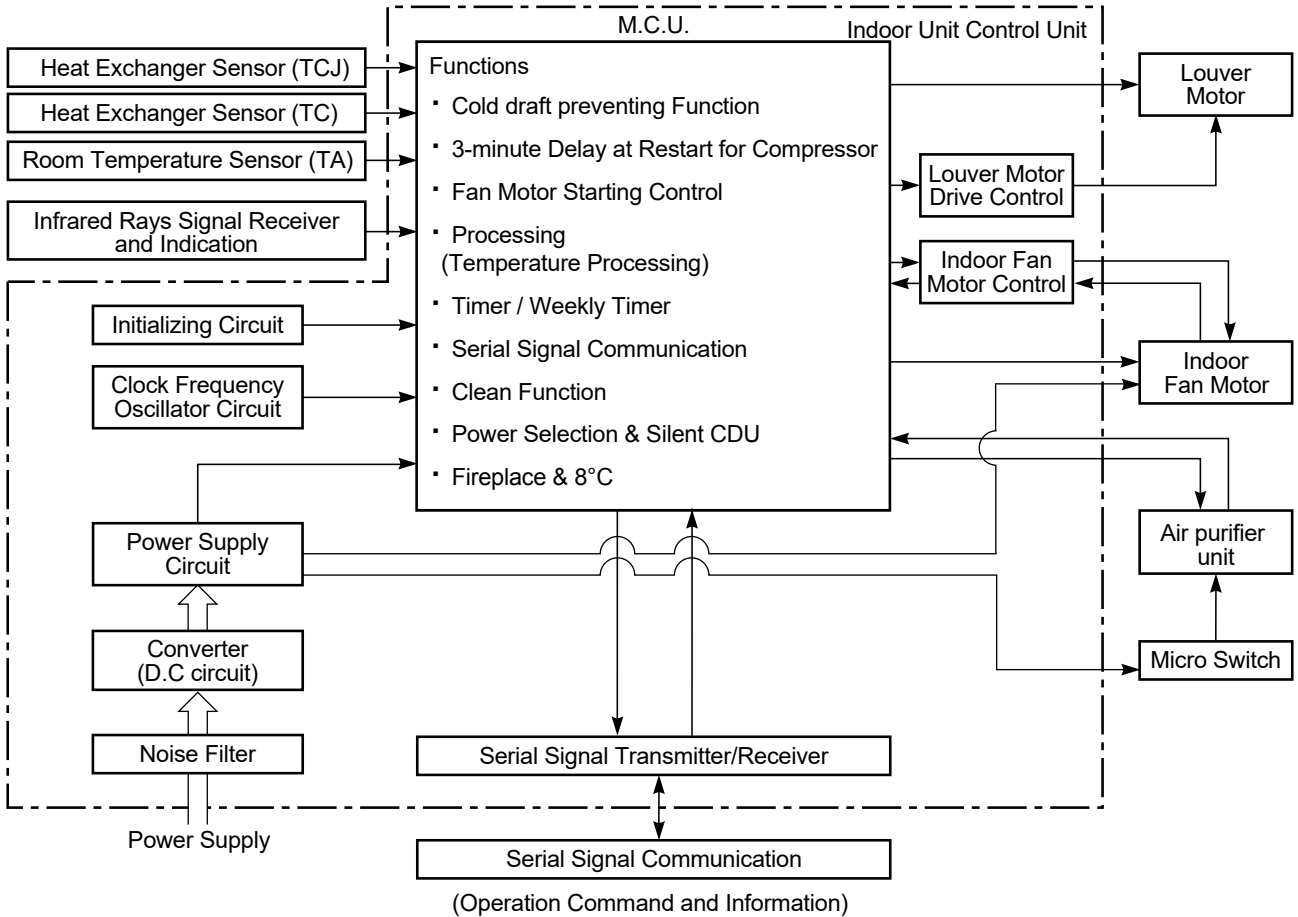 M.C.U.
Indoor Unit Control Unit
Heat Exchanger Sensor (TCJ)
Heat Exchanger Sensor (TC)
Room Temperature Sensor (TA)
Infrared Rays Signal Receiver
and Indication
Initializing Circuit
Clock Frequency
Oscillator Circuit
Power Supply
Circuit
Converter
(D.C circuit)
Noise Filter
Power Supply
Functions
· Cold draft preventing Function
· 3-minute Delay at Restart for Compressor
· Fan Motor Starting Control
· Processing
(Temperature Processing)
· Timer / Weekly Timer
· Serial Signal Communication
· Clean Function
· Power Selection & Silent CDU
· Fireplace & 8°C
Louver Motor
Drive Control
Indoor Fan
Motor Control
Louver
Motor
Indoor
Fan Motor
Air purifier
unit
Micro Switch
Serial Signal Transmitter/Receiver
Serial Signal Communication
(Operation Command and Information)